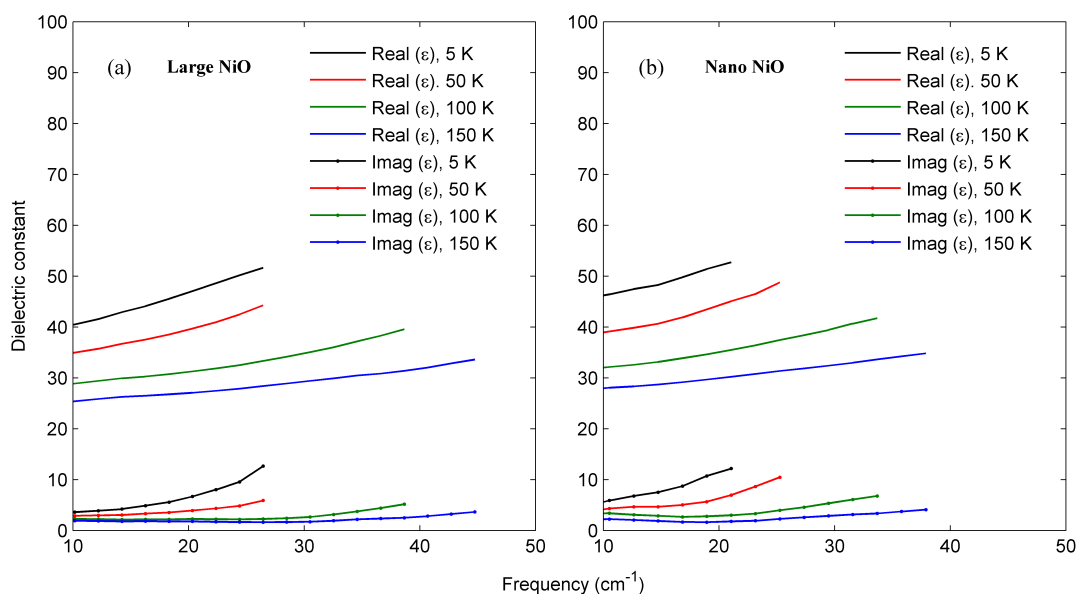 Dielectric constant
100
90
80
70
60
50
40
30
20
10
0
(a) Large NiO
Real (ε), 5 K
Real (ε). 50 K
Real (ε), 100 K
Real (ε), 150 K
Imag (ε), 5 K
Imag (ε), 50 K
Imag (ε), 100 K
Imag (ε), 150 K
10 20 30 40 50
100
90
80
70
60
50
40
30
20
10
0
(b) Nano NiO
Real (ε), 5 K
Real (ε). 50 K
Real (ε), 100 K
Real (ε), 150 K
Imag (ε), 5 K
Imag (ε), 50 K
Imag (ε), 100 K
Imag (ε), 150 K
10 20 30 40 50
Frequency (cm⁻¹)